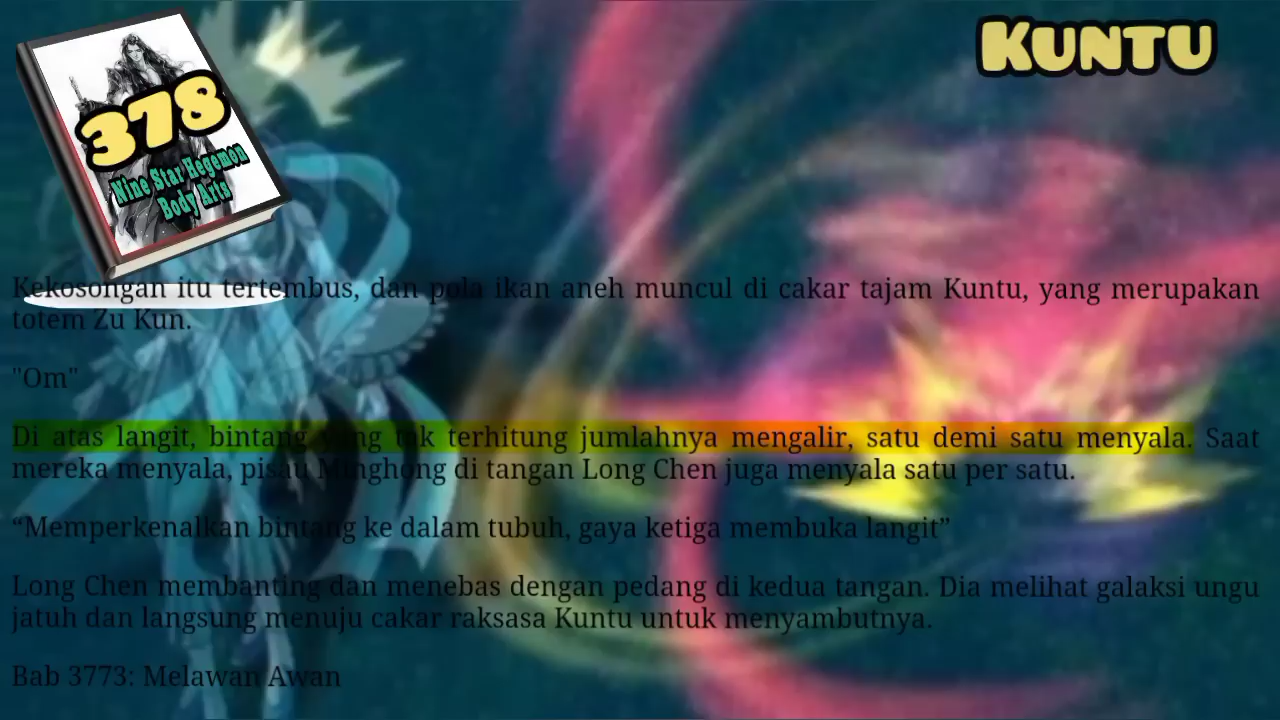 378
Nine Star Hegemon
Body Arts
KUNTU
Kekosongan itu tertembus, dan pola ikan aneh muncul di cakar tajam Kuntu, yang merupakan
totem Zu Kun.
"Om"
Di atas langit, bintang yang tak terhitung jumlahnya mengalir, satu demi satu menyala. Saat
mereka menyala, pisau Minghong di tangan Long Chen juga menyala satu per satu.
“Memperkenalkan bintang ke dalam tubuh, gaya ketiga membuka langit”
Long Chen membanting dan menebas dengan pedang di kedua tangan. Dia melihat galaksi ungu
jatuh dan langsung menuju cakar raksasa Kuntu untuk menyambutnya.
Bab 3773: Melawan Awan